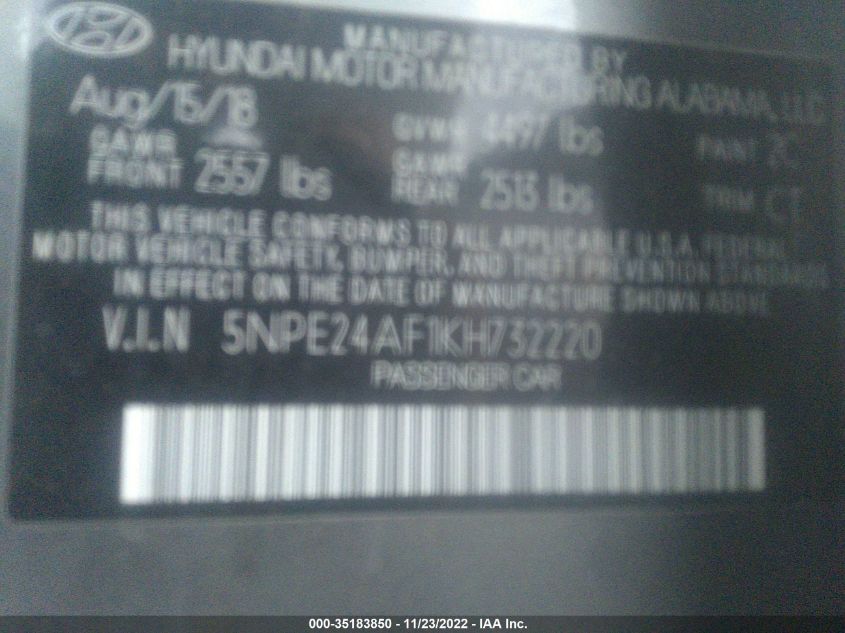 MANUFACTURED BY
HYUNDAI MOTOR MANUFACTURING ALABAMA, LLC
Aug/15/18 GVWR 4497 lbs PAINT
GAWR FRONT 2557 lbs GAWR REAR 2513 lbs TRIM CT
THIS VEHICLE CONFORMS TO ALL APPLICABLE U.S.A. FEDERAL
MOTOR VEHICLE SAFETY, BUMPER, AND THEFT PREVENTION STANDARDS
IN EFFECT ON THE DATE OF MANUFACTURE SHOWN ABOVE
V.I.N 5NPE24AF1KH732220
PASSENGER CAR
000-35183850 - 11/23/2022 - IAA Inc.